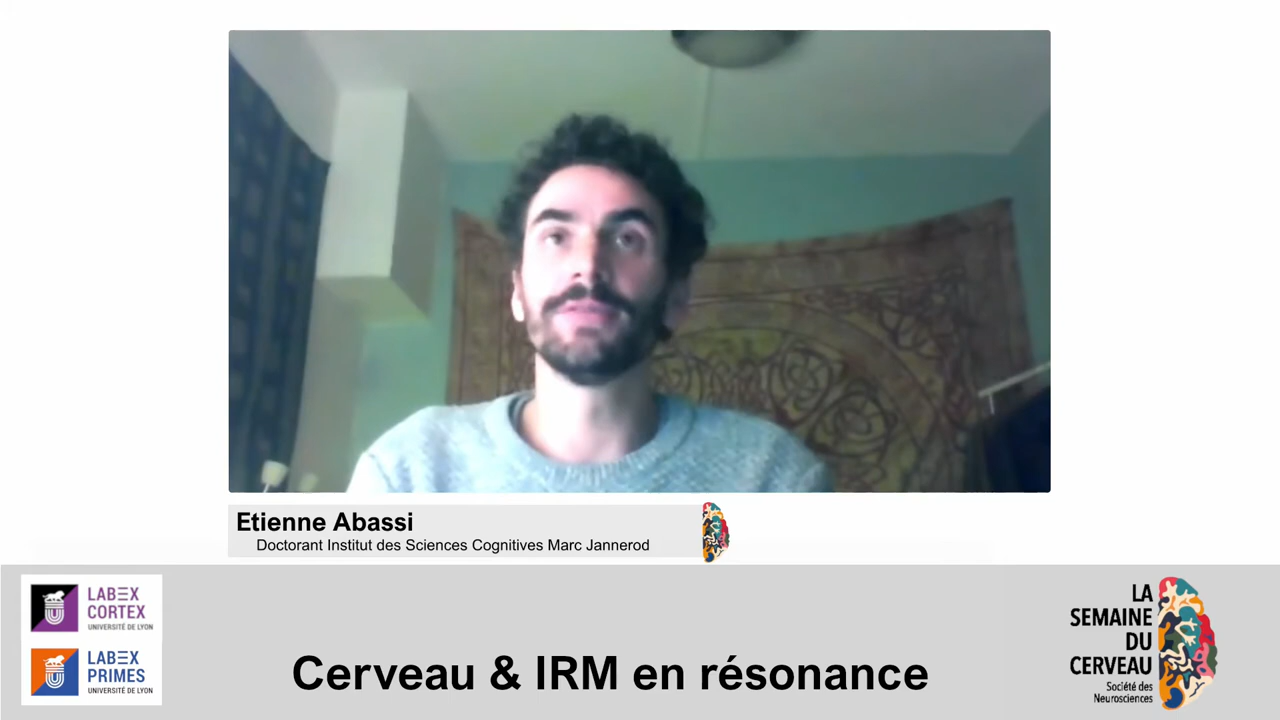 Etienne Abassi
Doctorant Institut des Sciences Cognitives Marc Jannerod
LABEX
CORTEX
UNIVERSITÉ DE LYON
LABEX
PRIMES
UNIVERSITÉ DE LYON
Cerveau & IRM en résonance
LA
SEMAINE
DU
CERVEAU
Société des
Neurosciences